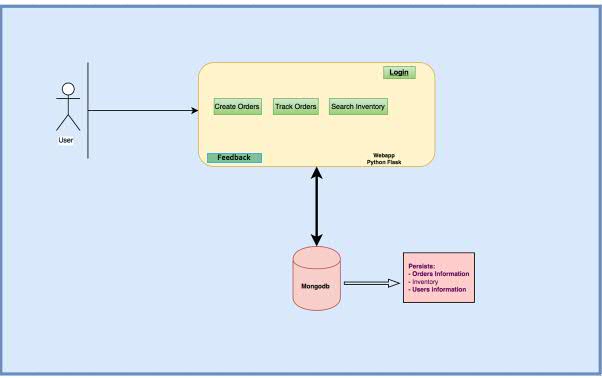 Login
Create Orders
Track Orders
Search Inventory
User
Feedback
Webapp
Python Flask
Mongodb
Persists:
- Orders Information
- Inventory
- Users information